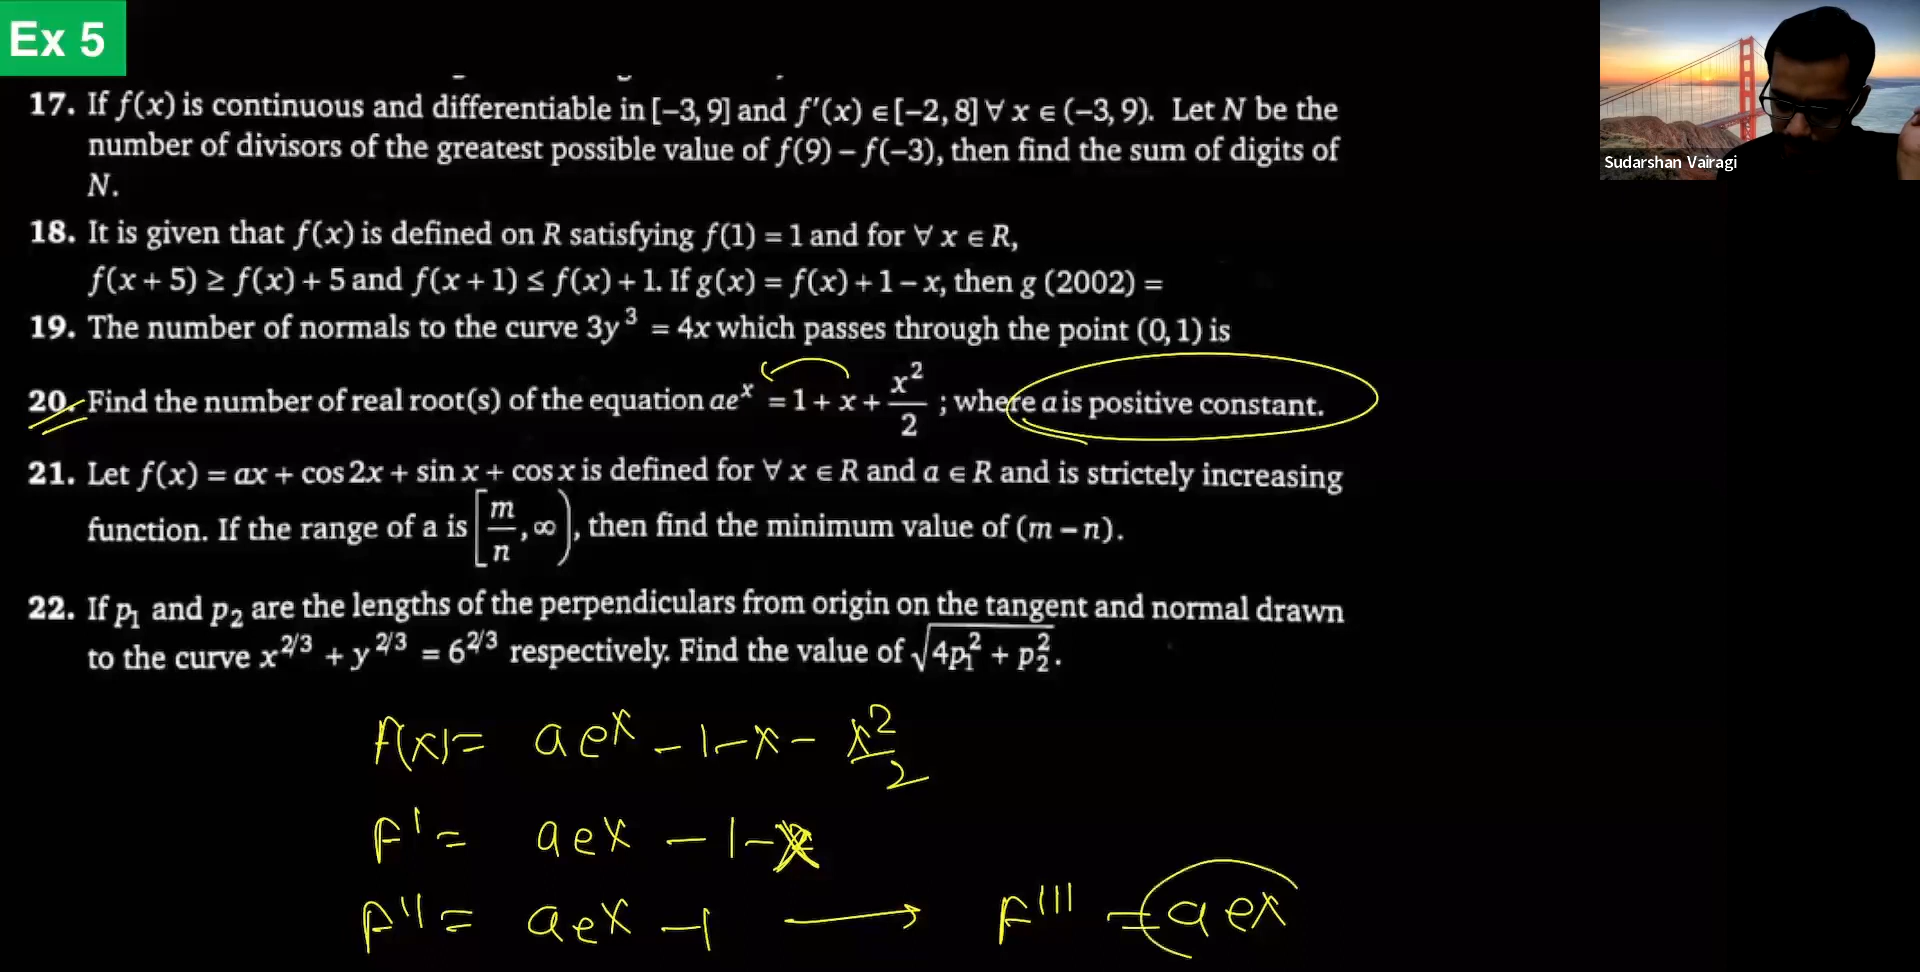 Ex 5
17. If f(x) is continuous and differentiable in [–3, 9] and f'(x) ∈ [–2, 8] ∀ x ∈ (–3, 9). Let N be the
number of divisors of the greatest possible value of f(9) – f(–3), then find the sum of digits of
N.
18. It is given that f(x) is defined on R satisfying f(1) = 1 and for ∀ x ∈ R,
f(x + 5) ≥ f(x) + 5 and f(x + 1) ≤ f(x) + 1. If g(x) = f(x) + 1 – x, then g (2002) =
19. The number of normals to the curve 3y³ = 4x which passes through the point (0, 1) is
20. Find the number of real root(s) of the equation ae^x = 1 + x + x²/2 ; where a is positive constant.
21. Let f(x) = ax + cos 2x + sin x + cos x is defined for ∀ x ∈ R and a ∈ R and is strictely increasing
function. If the range of a is [m/n, ∞), then find the minimum value of (m – n).
22. If p₁ and p₂ are the lengths of the perpendiculars from origin on the tangent and normal drawn
to the curve x^2/3 + y^2/3 = 6^2/3 respectively. Find the value of √(4p₁² + p₂²).
f(x) = ae^x – 1 – x – x²/2
F' = ae^x – 1 – x
F'' = ae^x – 1 → F''' = ae^x
Sudarshan Vairagi